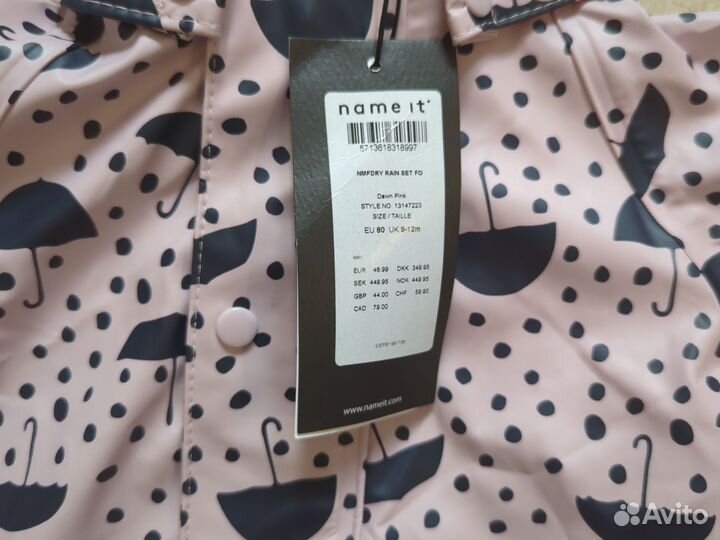 name it
5713618318997
NMFDRY RAIN SET FO
Dawn Pink
STYLE NO. 13147223
SIZE / TAILLE
EU 80 UK 9-12m
EUR 46.99 DKK 349.95
SEK 449.95 NOK 449.95
GBP 44.00 CHF 59.90
CAD 79.00
www.nameit.com
Avito